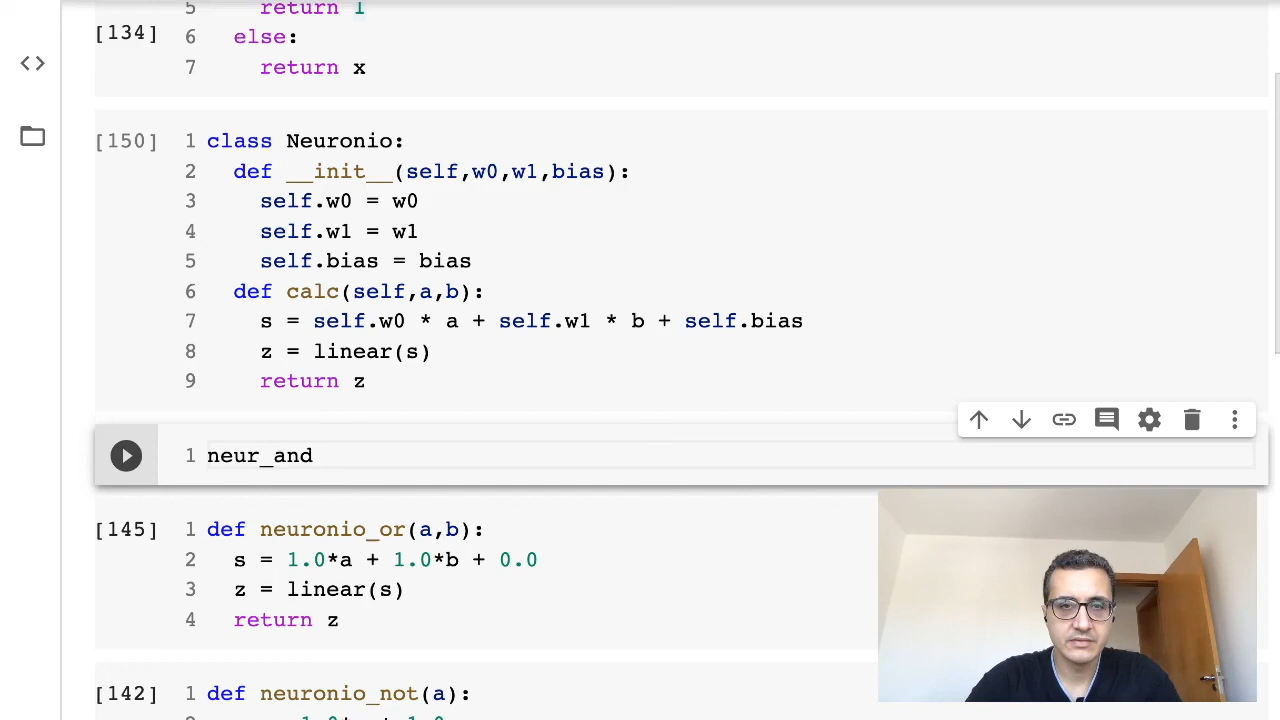 5 return 1
[134] 6 else:
7 return x
[150] 1 class Neuronio:
2 def __init__(self,w0,w1,bias):
3 self.w0 = w0
4 self.w1 = w1
5 self.bias = bias
6 def calc(self,a,b):
7 s = self.w0 * a + self.w1 * b + self.bias
8 z = linear(s)
9 return z
1 neur_and
[145] 1 def neuronio_or(a,b):
2 s = 1.0*a + 1.0*b + 0.0
3 z = linear(s)
4 return z
[142] 1 def neuronio_not(a):